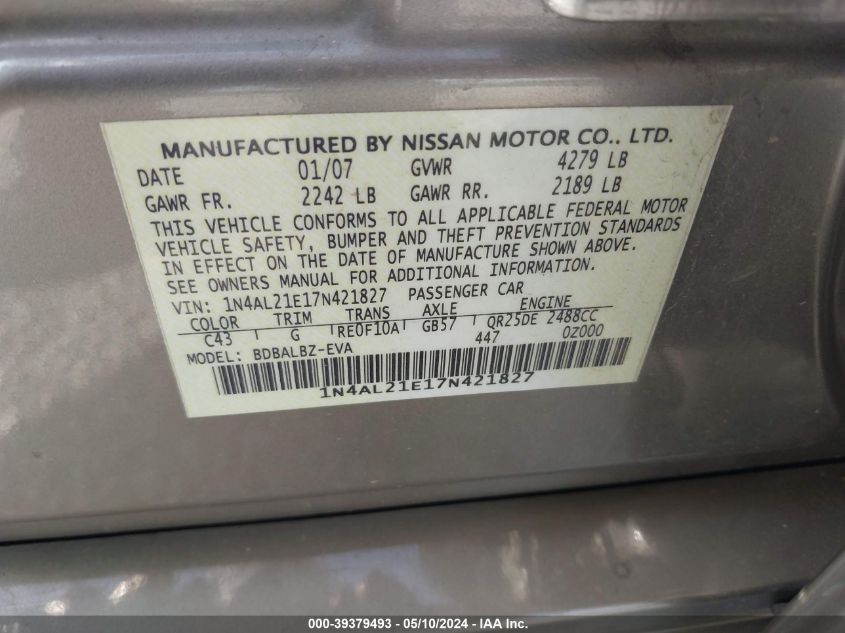 MANUFACTURED BY NISSAN MOTOR CO., LTD.
DATE 01/07 GVWR 4279 LB
GAWR FR. 2242 LB GAWR RR. 2189 LB
THIS VEHICLE CONFORMS TO ALL APPLICABLE FEDERAL MOTOR
VEHICLE SAFETY, BUMPER AND THEFT PREVENTION STANDARDS
IN EFFECT ON THE DATE OF MANUFACTURE SHOWN ABOVE.
SEE OWNERS MANUAL FOR ADDITIONAL INFORMATION.
VIN: 1N4AL21E17N421827 PASSENGER CAR
COLOR TRIM TRANS AXLE ENGINE
C43 G RE0F10A GB57 QR25DE 2488CC
MODEL: BDBALBZ-EVA 447 0Z000
1N4AL21E17N421827
000-39379493 - 05/10/2024 - IAA Inc.